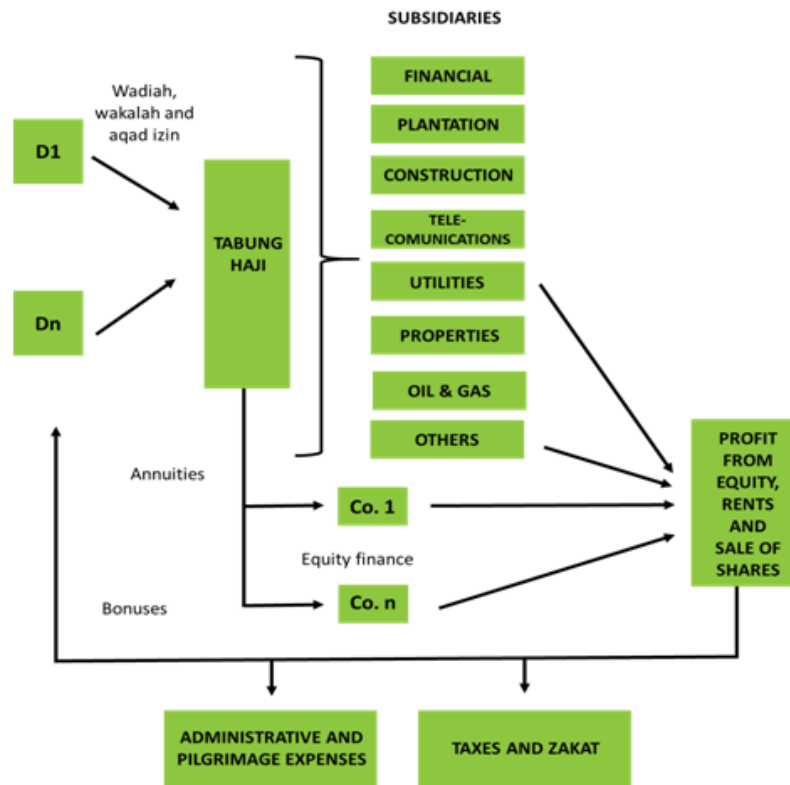 SUBSIDIARIES
Wadiah,
wakalah and
aqad izin
D1
Dn
TABUNG
HAJI
FINANCIAL
PLANTATION
CONSTRUCTION
TELE-
COMUNICATIONS
UTILITIES
PROPERTIES
OIL & GAS
OTHERS
Annuities
Co. 1
Equity finance
Co. n
Bonuses
PROFIT
FROM
EQUITY,
RENTS
AND
SALE OF
SHARES
ADMINISTRATIVE AND
PILGRIMAGE EXPENSES
TAXES AND ZAKAT